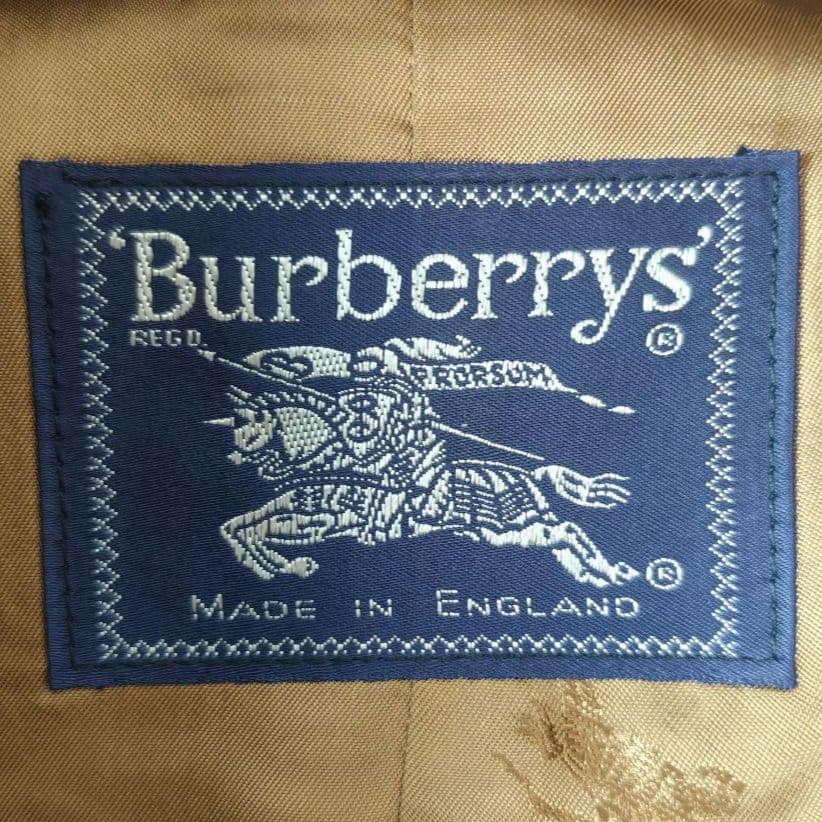 'Burberrys'
REGD. ®
PRORSUM
B
®
MADE IN ENGLAND